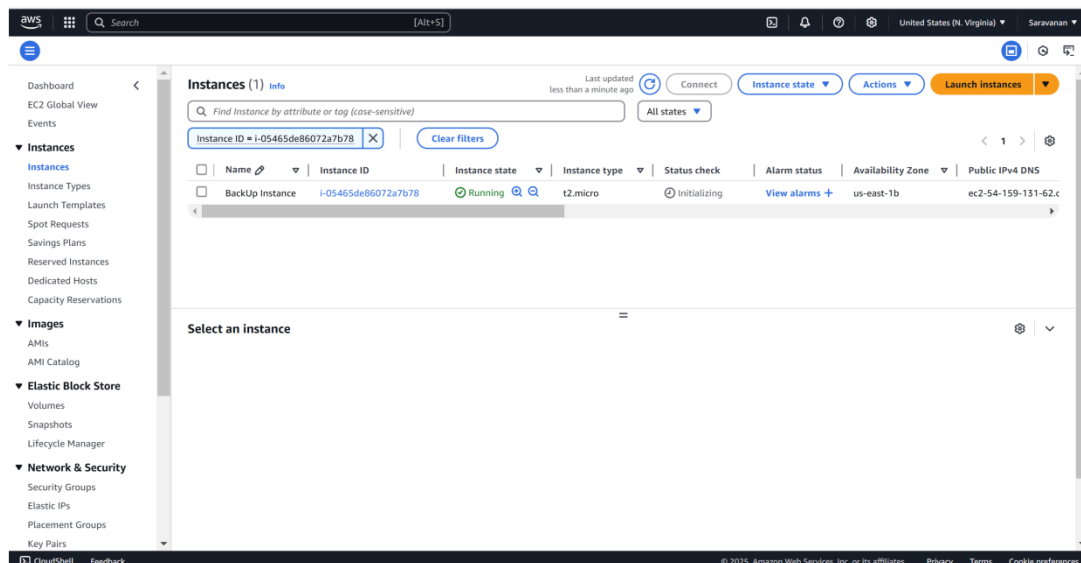 aws
Search
[Alt+S]
United States (N. Virginia)
Saravanan
Dashboard
EC2 Global View
Events
Instances
Instances
Instance Types
Launch Templates
Spot Requests
Savings Plans
Reserved Instances
Dedicated Hosts
Capacity Reservations
Images
AMIs
AMI Catalog
Elastic Block Store
Volumes
Snapshots
Lifecycle Manager
Network & Security
Security Groups
Elastic IPs
Placement Groups
Key Pairs
Instances (1) Info
Last updated
less than a minute ago
Connect
Instance state
Actions
Launch instances
Find Instance by attribute or tag (case-sensitive)
All states
Instance ID = i-05465de86072a7b78
Clear filters
1
Name Instance ID Instance state Instance type Status check Alarm status Availability Zone Public IPv4 DNS
BackUp Instance i-05465de86072a7b78 Running t2.micro Initializing View alarms + us-east-1b ec2-54-159-131-62.c
Select an instance
CloudShell Feedback
© 2025, Amazon Web Services, Inc. or its affiliates. Privacy Terms Cookie preferences